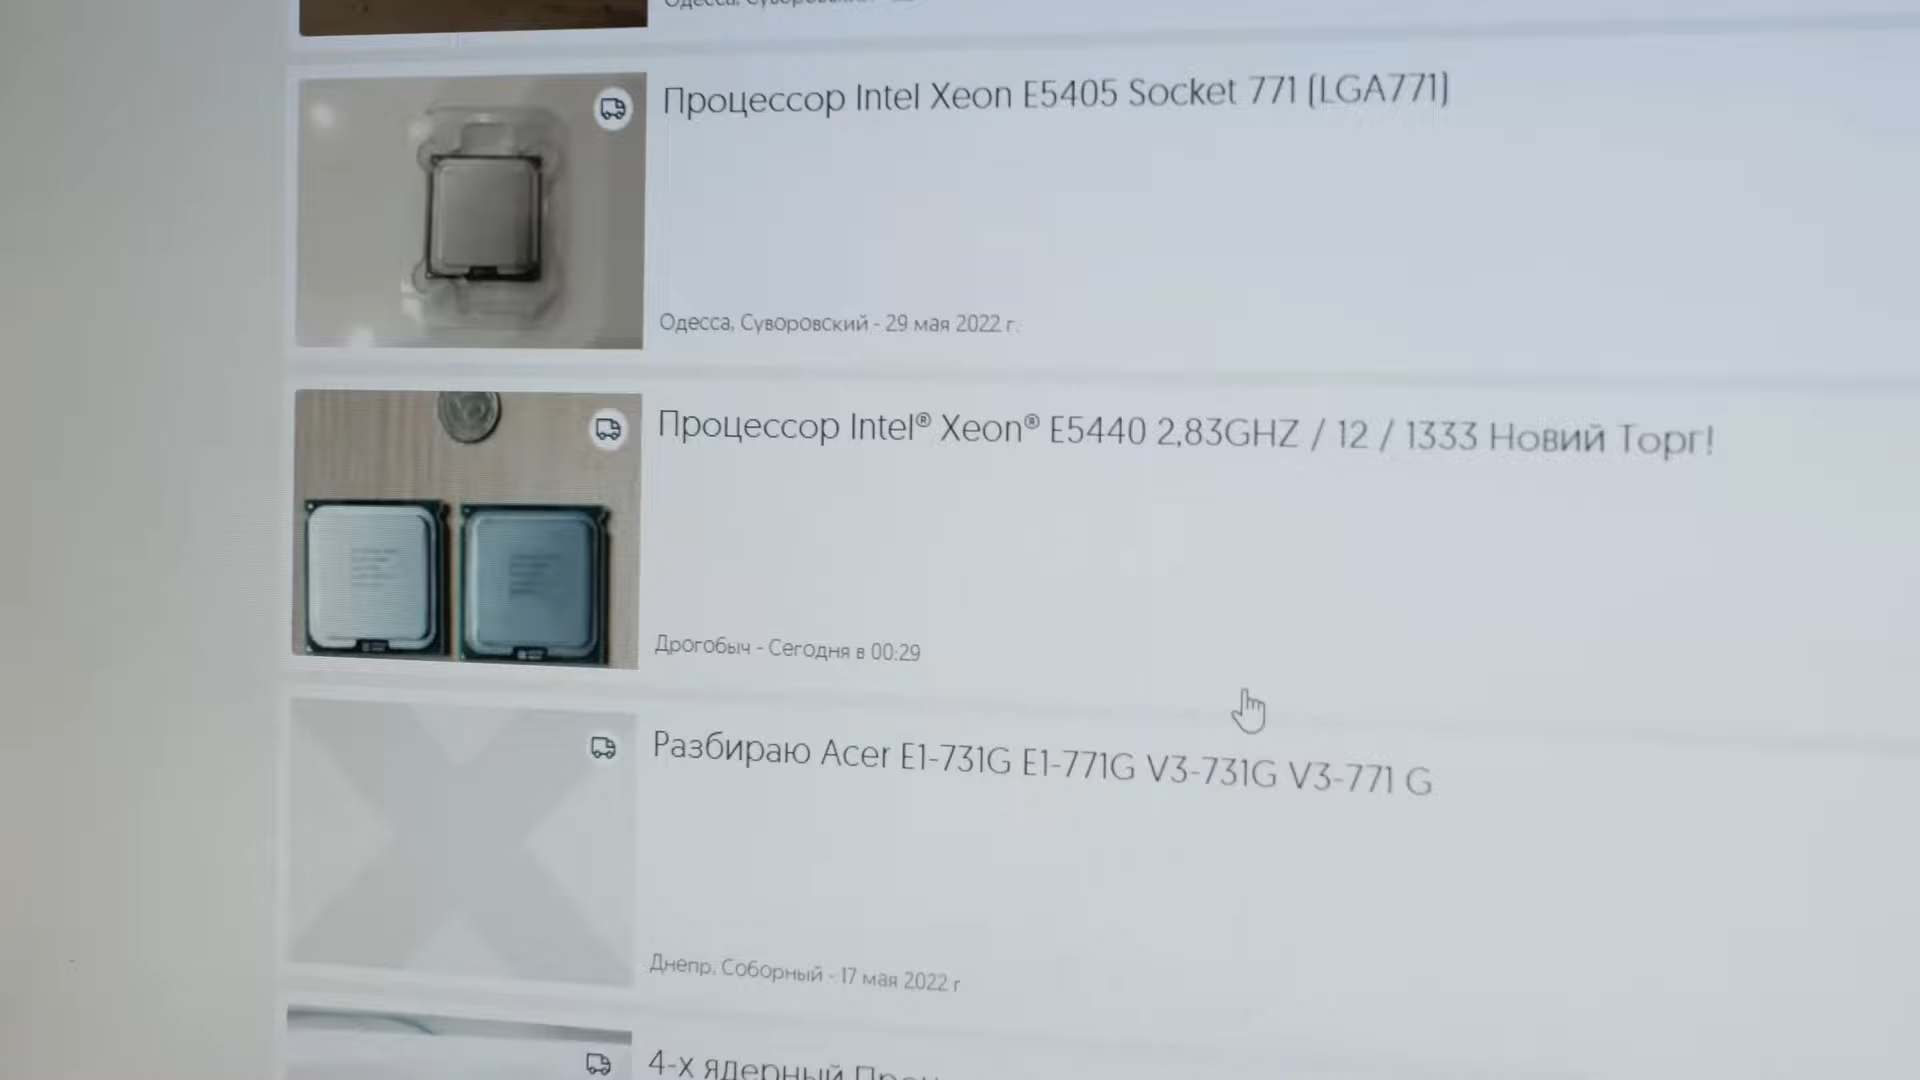 Одесса, Суворовский
Процессор Intel Xeon E5405 Socket 771 (LGA771)
Одесса, Суворовский - 29 мая 2022 г.
Процессор Intel® Xeon® E5440 2,83GHZ / 12 / 1333 Новий Торг!
Дрогобыч - Сегодня в 00:29
Разбираю Acer E1-731G E1-771G V3-731G V3-771 G
Днепр, Соборный - 17 мая 2022 г
4-х ядерный